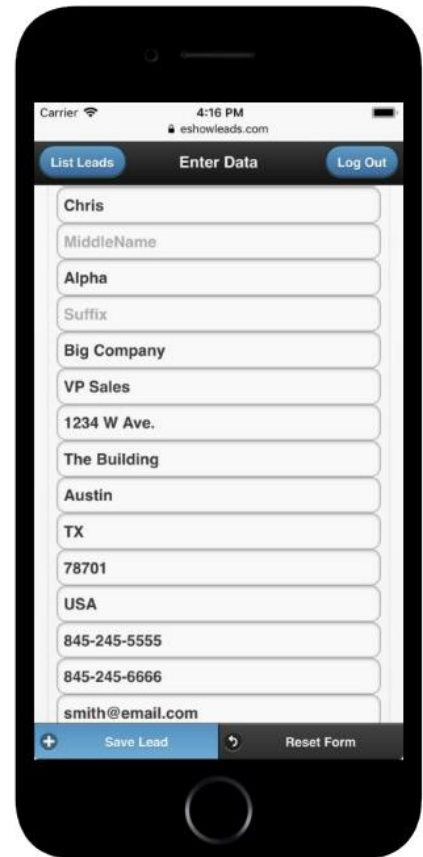 Carrier 4:16 PM
eshowleads.com
List Leads Enter Data Log Out
Chris
MiddleName
Alpha
Suffix
Big Company
VP Sales
1234 W Ave.
The Building
Austin
TX
78701
USA
845-245-5555
845-245-6666
smith@email.com
Save Lead Reset Form